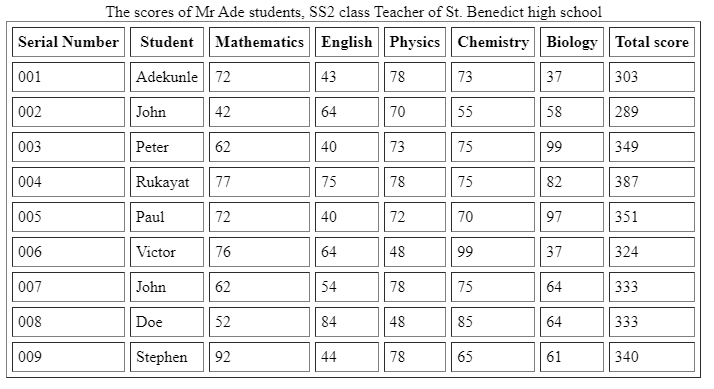 The scores of Mr Ade students, SS2 class Teacher of St. Benedict high school
Serial Number Student Mathematics English Physics Chemistry Biology Total score
001 Adekunle 72 43 78 73 37 303
002 John 42 64 70 55 58 289
003 Peter 62 40 73 75 99 349
004 Rukayat 77 75 78 75 82 387
005 Paul 72 40 72 70 97 351
006 Victor 76 64 48 99 37 324
007 John 62 54 78 75 64 333
008 Doe 52 84 48 85 64 333
009 Stephen 92 44 78 65 61 340